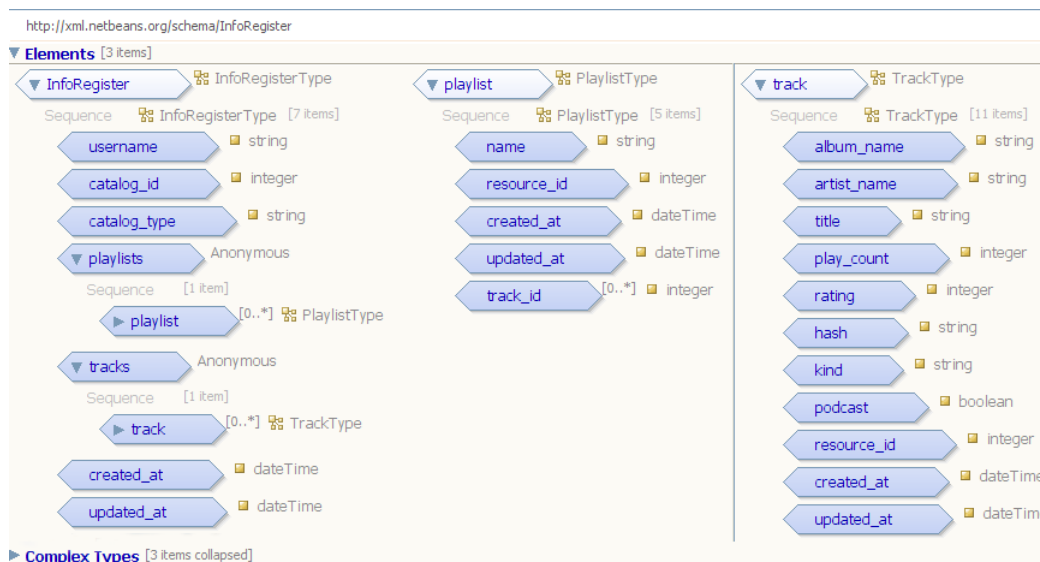 http://xml.netbeans.org/schema/InfoRegister
Elements [3 items]
InfoRegister InfoRegisterType
Sequence InfoRegisterType [7 items]
username string
catalog_id integer
catalog_type string
playlists Anonymous
Sequence [1 item]
playlist [0..*] PlaylistType
tracks Anonymous
Sequence [1 item]
track [0..*] TrackType
created_at dateTime
updated_at dateTime
playlist PlaylistType
Sequence PlaylistType [5 items]
name string
resource_id integer
created_at dateTime
updated_at dateTime
track_id [0..*] integer
track TrackType
Sequence TrackType [11 items]
album_name string
artist_name string
title string
play_count integer
rating integer
hash string
kind string
podcast boolean
resource_id integer
created_at dateTime
updated_at dateTim
Complex Types [3 items collapsed]